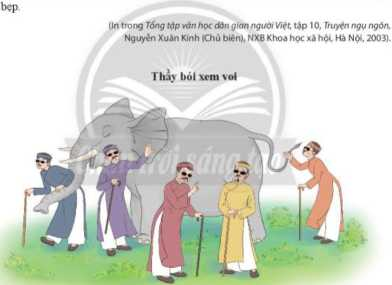 bẹp.
(In trong Tổng tập văn học dân gian người Việt, tập 10, Truyện ngụ ngôn,
Nguyễn Xuân Kính (Chủ biên), NXB Khoa học xã hội, Hà Nội, 2003).
Thầy bói xem voi